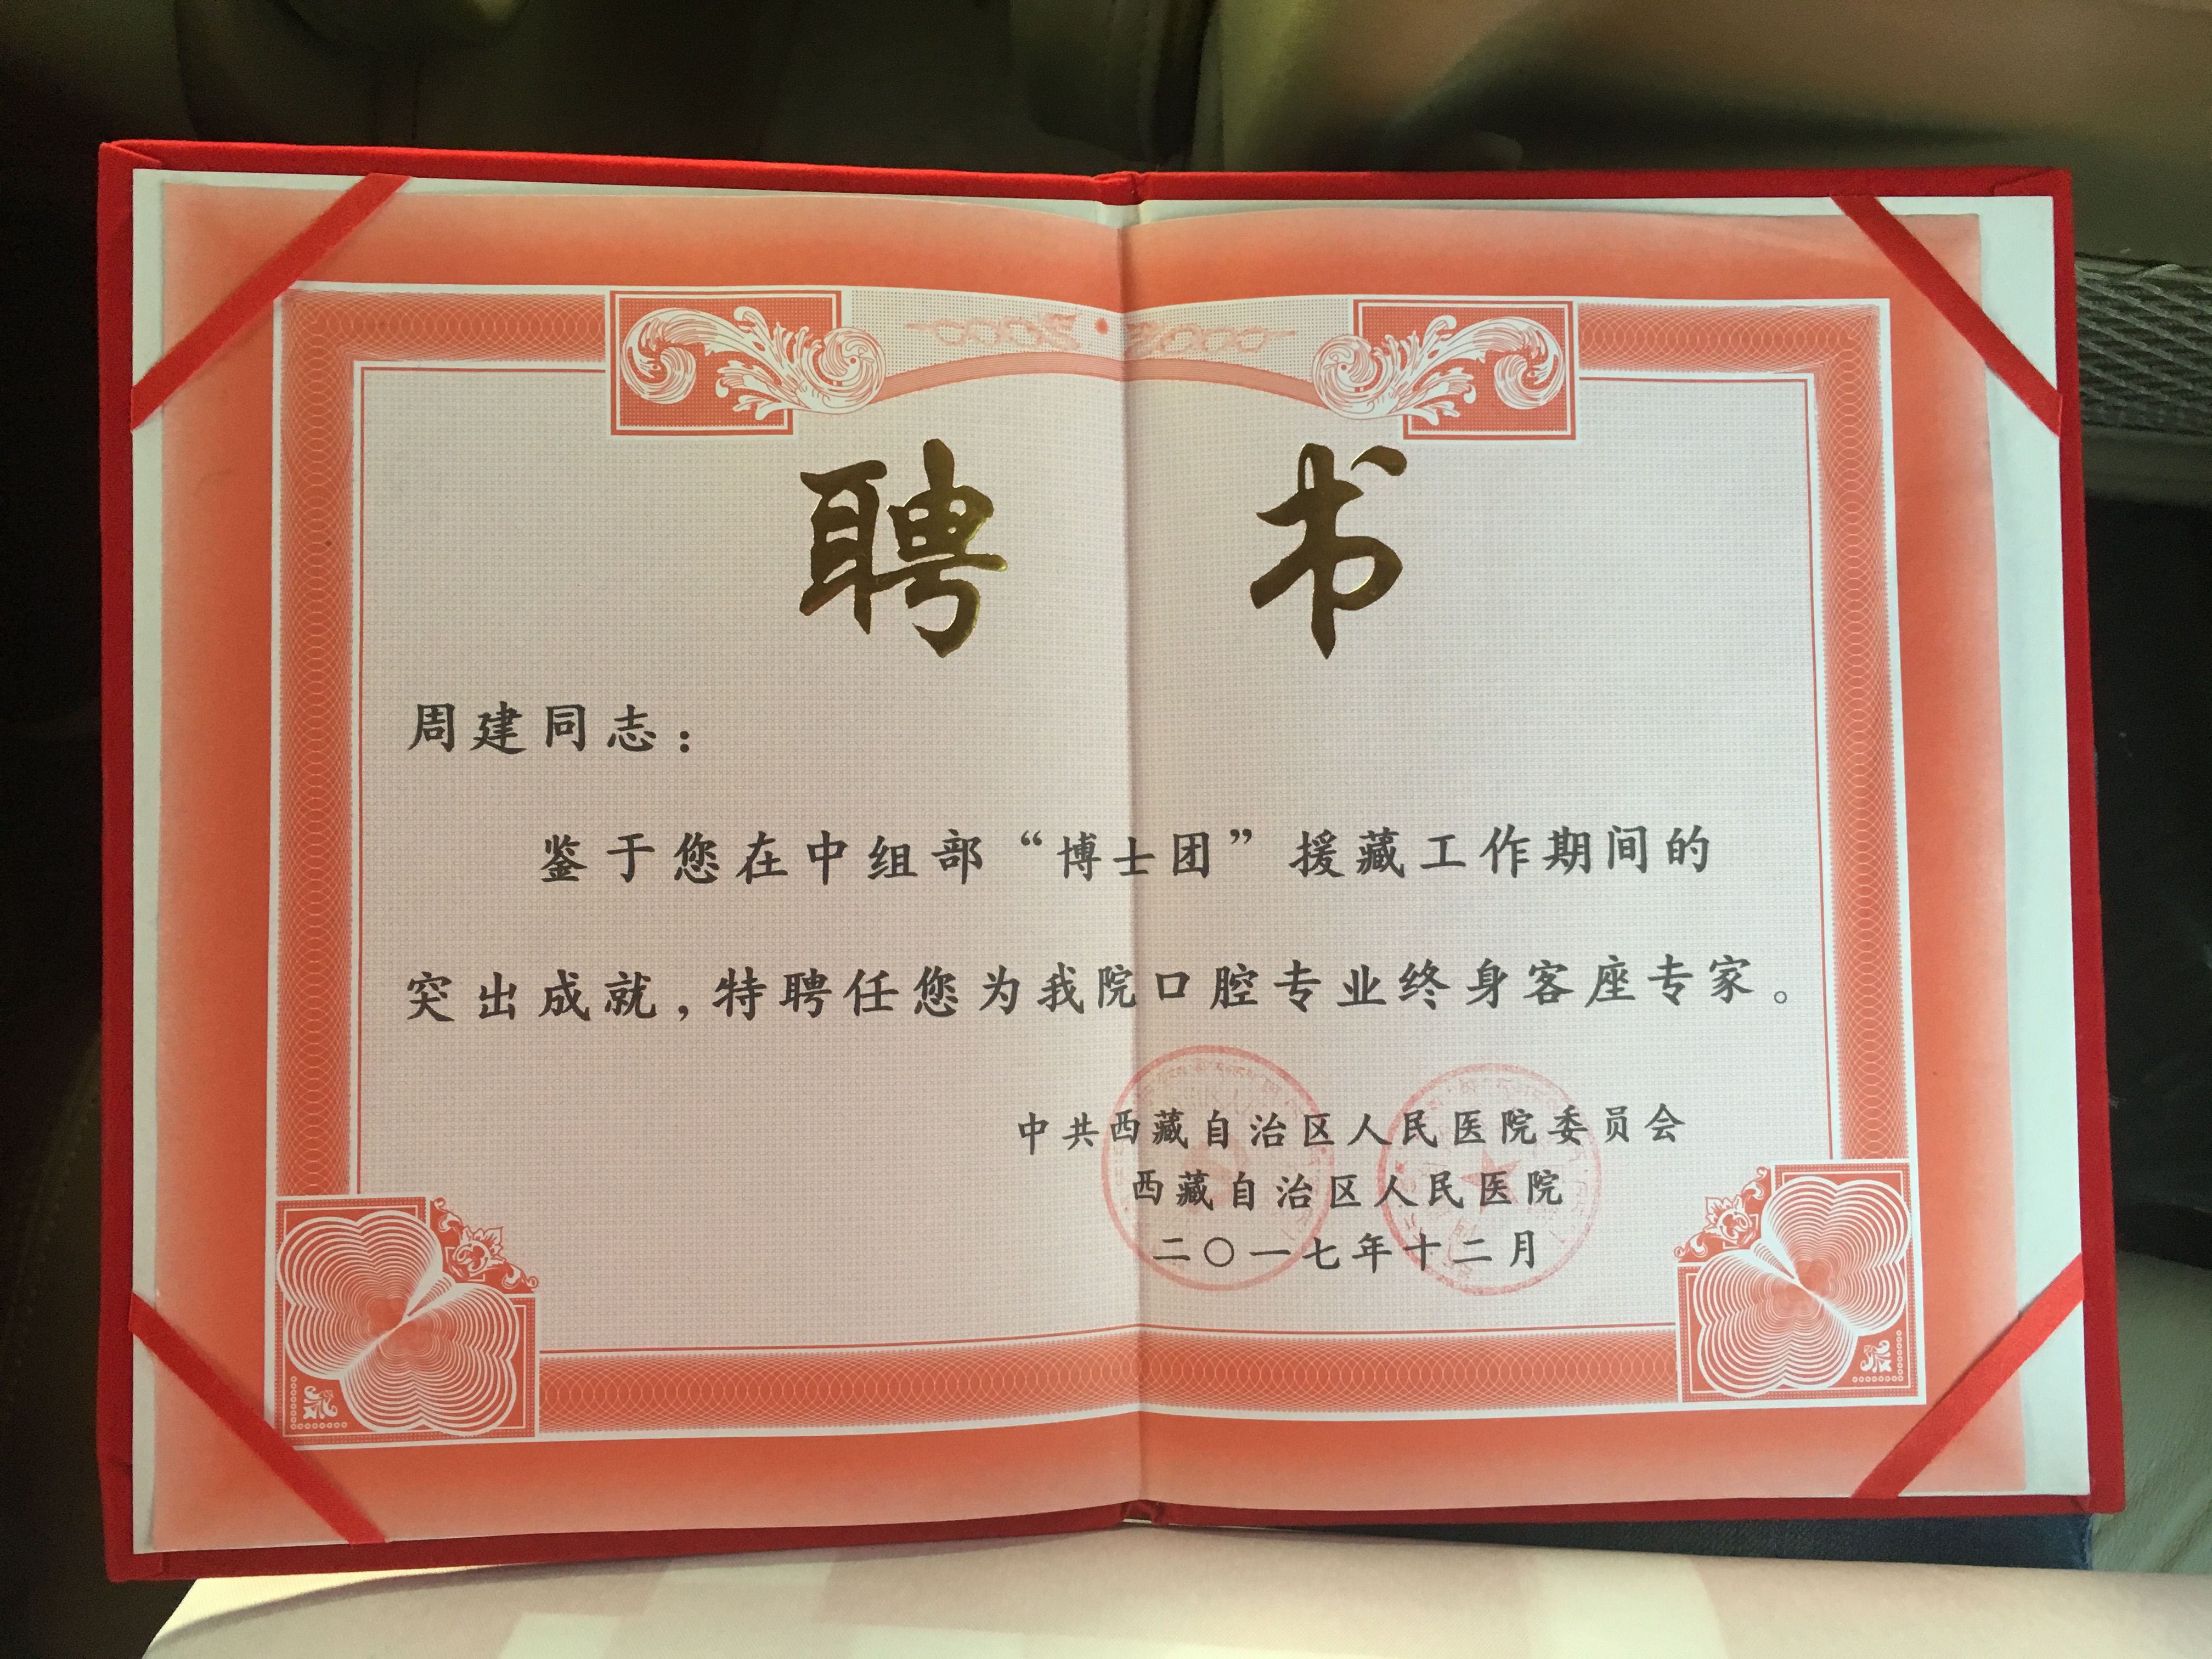 聘书
周建同志：
鉴于您在中组部“博士团”援藏工作期间的
突出成就，特聘任您为我院口腔专业终身客座专家。
中共西藏自治区人民医院委员会
西藏自治区人民医院
二〇一七年十二月